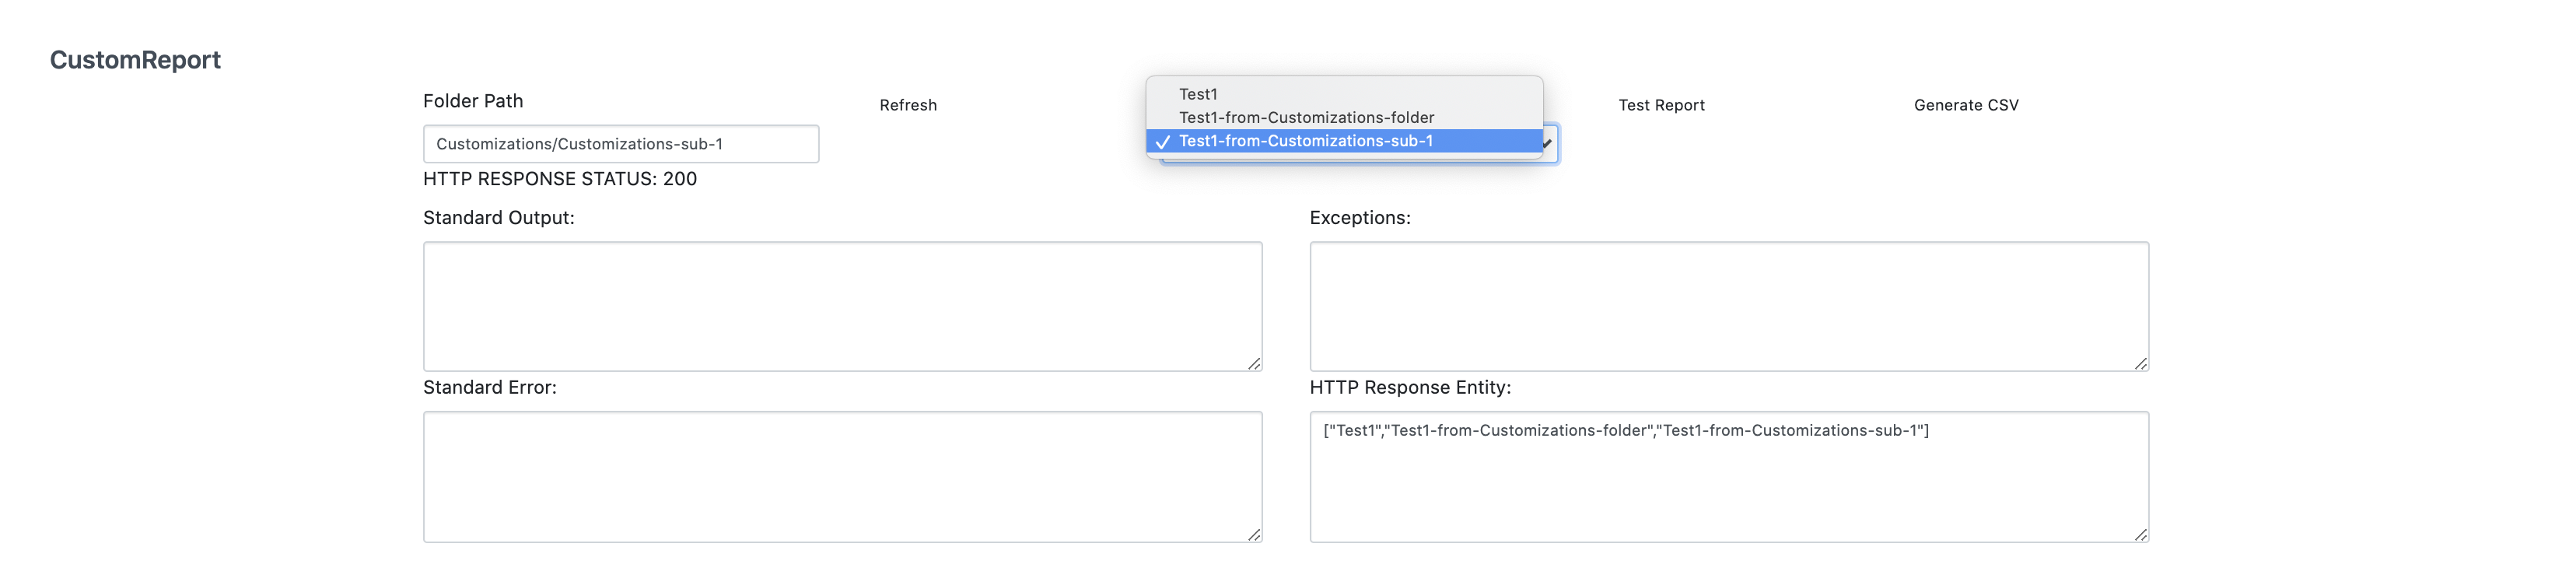 CustomReport
Folder Path
Refresh
Test1
Test1-from-Customizations-folder
Test1-from-Customizations-sub-1
Test Report
Generate CSV
Customizations/Customizations-sub-1
HTTP RESPONSE STATUS: 200
Standard Output:
Exceptions:
Standard Error:
HTTP Response Entity:
["Test1","Test1-from-Customizations-folder","Test1-from-Customizations-sub-1"]